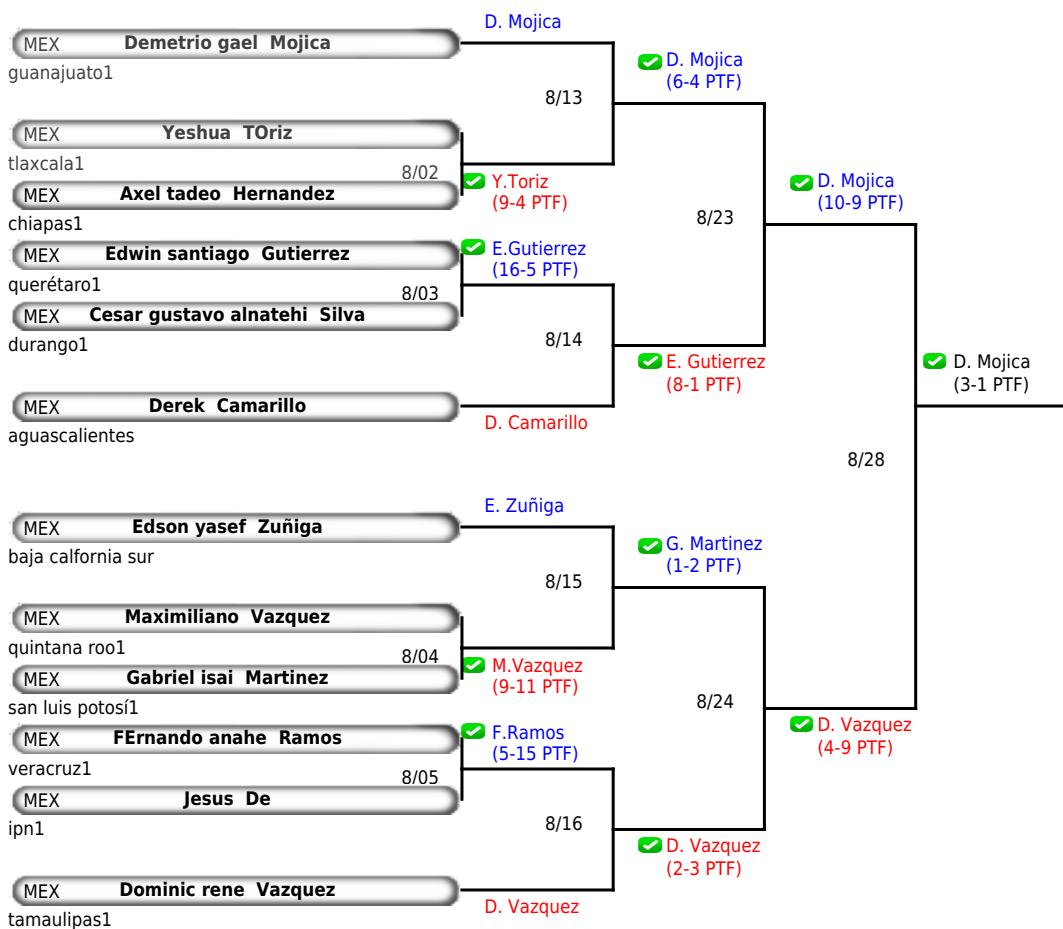 D. Mojica
MEX Demetrio gael Mojica
guanajuato1
D. Mojica
(6-4 PTF)
8/13
MEX Yeshua TOriz
tlaxcala1
8/02
Y.Toriz
(9-4 PTF)
MEX Axel tadeo Hernandez
chiapas1
D. Mojica
(10-9 PTF)
8/23
MEX Edwin santiago Gutierrez
querétaro1
E.Gutierrez
(16-5 PTF)
8/03
MEX Cesar gustavo alnatehi Silva
durango1
8/14
E. Gutierrez
(8-1 PTF)
D. Mojica
(3-1 PTF)
MEX Derek Camarillo
aguascalientes
D. Camarillo
8/28
E. Zuñiga
MEX Edson yasef Zuñiga
baja calfornia sur
G. Martinez
(1-2 PTF)
8/15
MEX Maximiliano Vazquez
quintana roo1
8/04
M.Vazquez
(9-11 PTF)
MEX Gabriel isai Martinez
san luis potosí1
8/24
D. Vazquez
(4-9 PTF)
MEX FErnando anahe Ramos
veracruz1
F.Ramos
(5-15 PTF)
8/05
MEX Jesus De
ipn1
8/16
D. Vazquez
(2-3 PTF)
MEX Dominic rene Vazquez
tamaulipas1
D. Vazquez